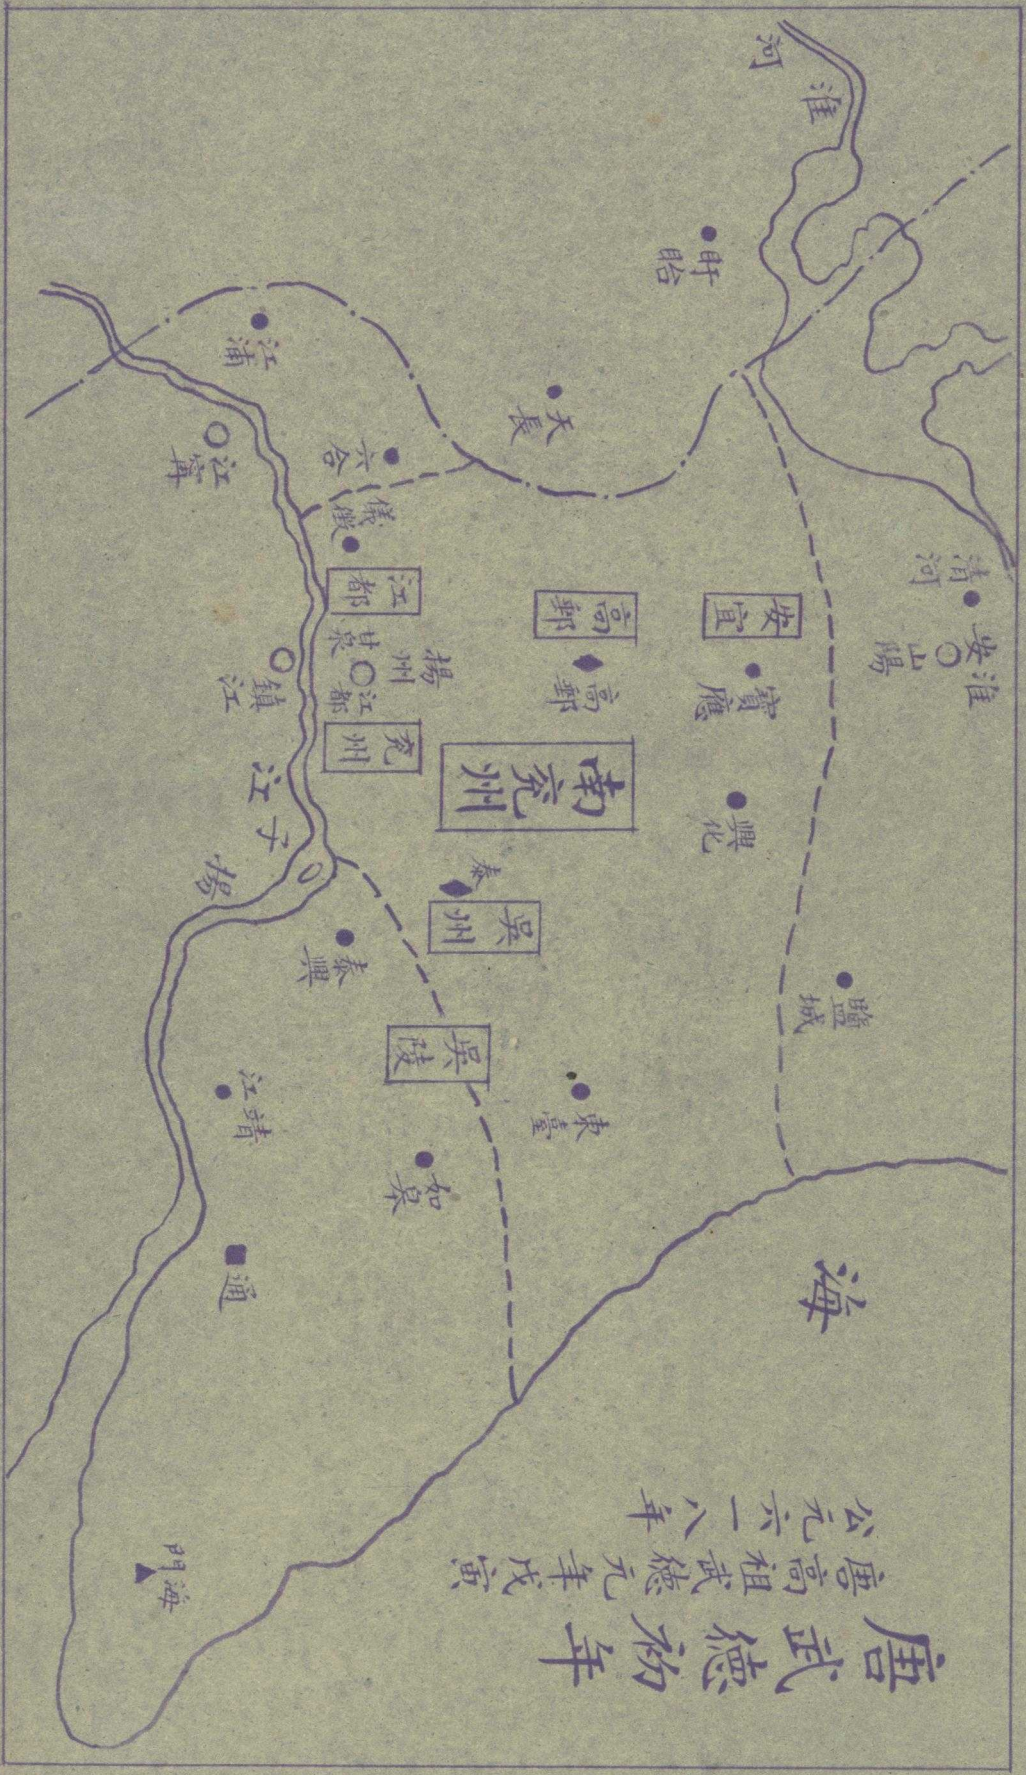 唐武德初年
唐高祖武德元年戊寅
公元六一八年
海
淮河
清河
淮安
山陽
盱眙
天長
安宜
寶應
高郵
高郵
興化
鹽城
南兗州
江浦
六合
儀徵
江寧
江都
揚州
甘泉
江都
兗州
鎮江
揚子江
泰
吳州
泰興
吳陵
東臺
如皋
靖江
通
海門